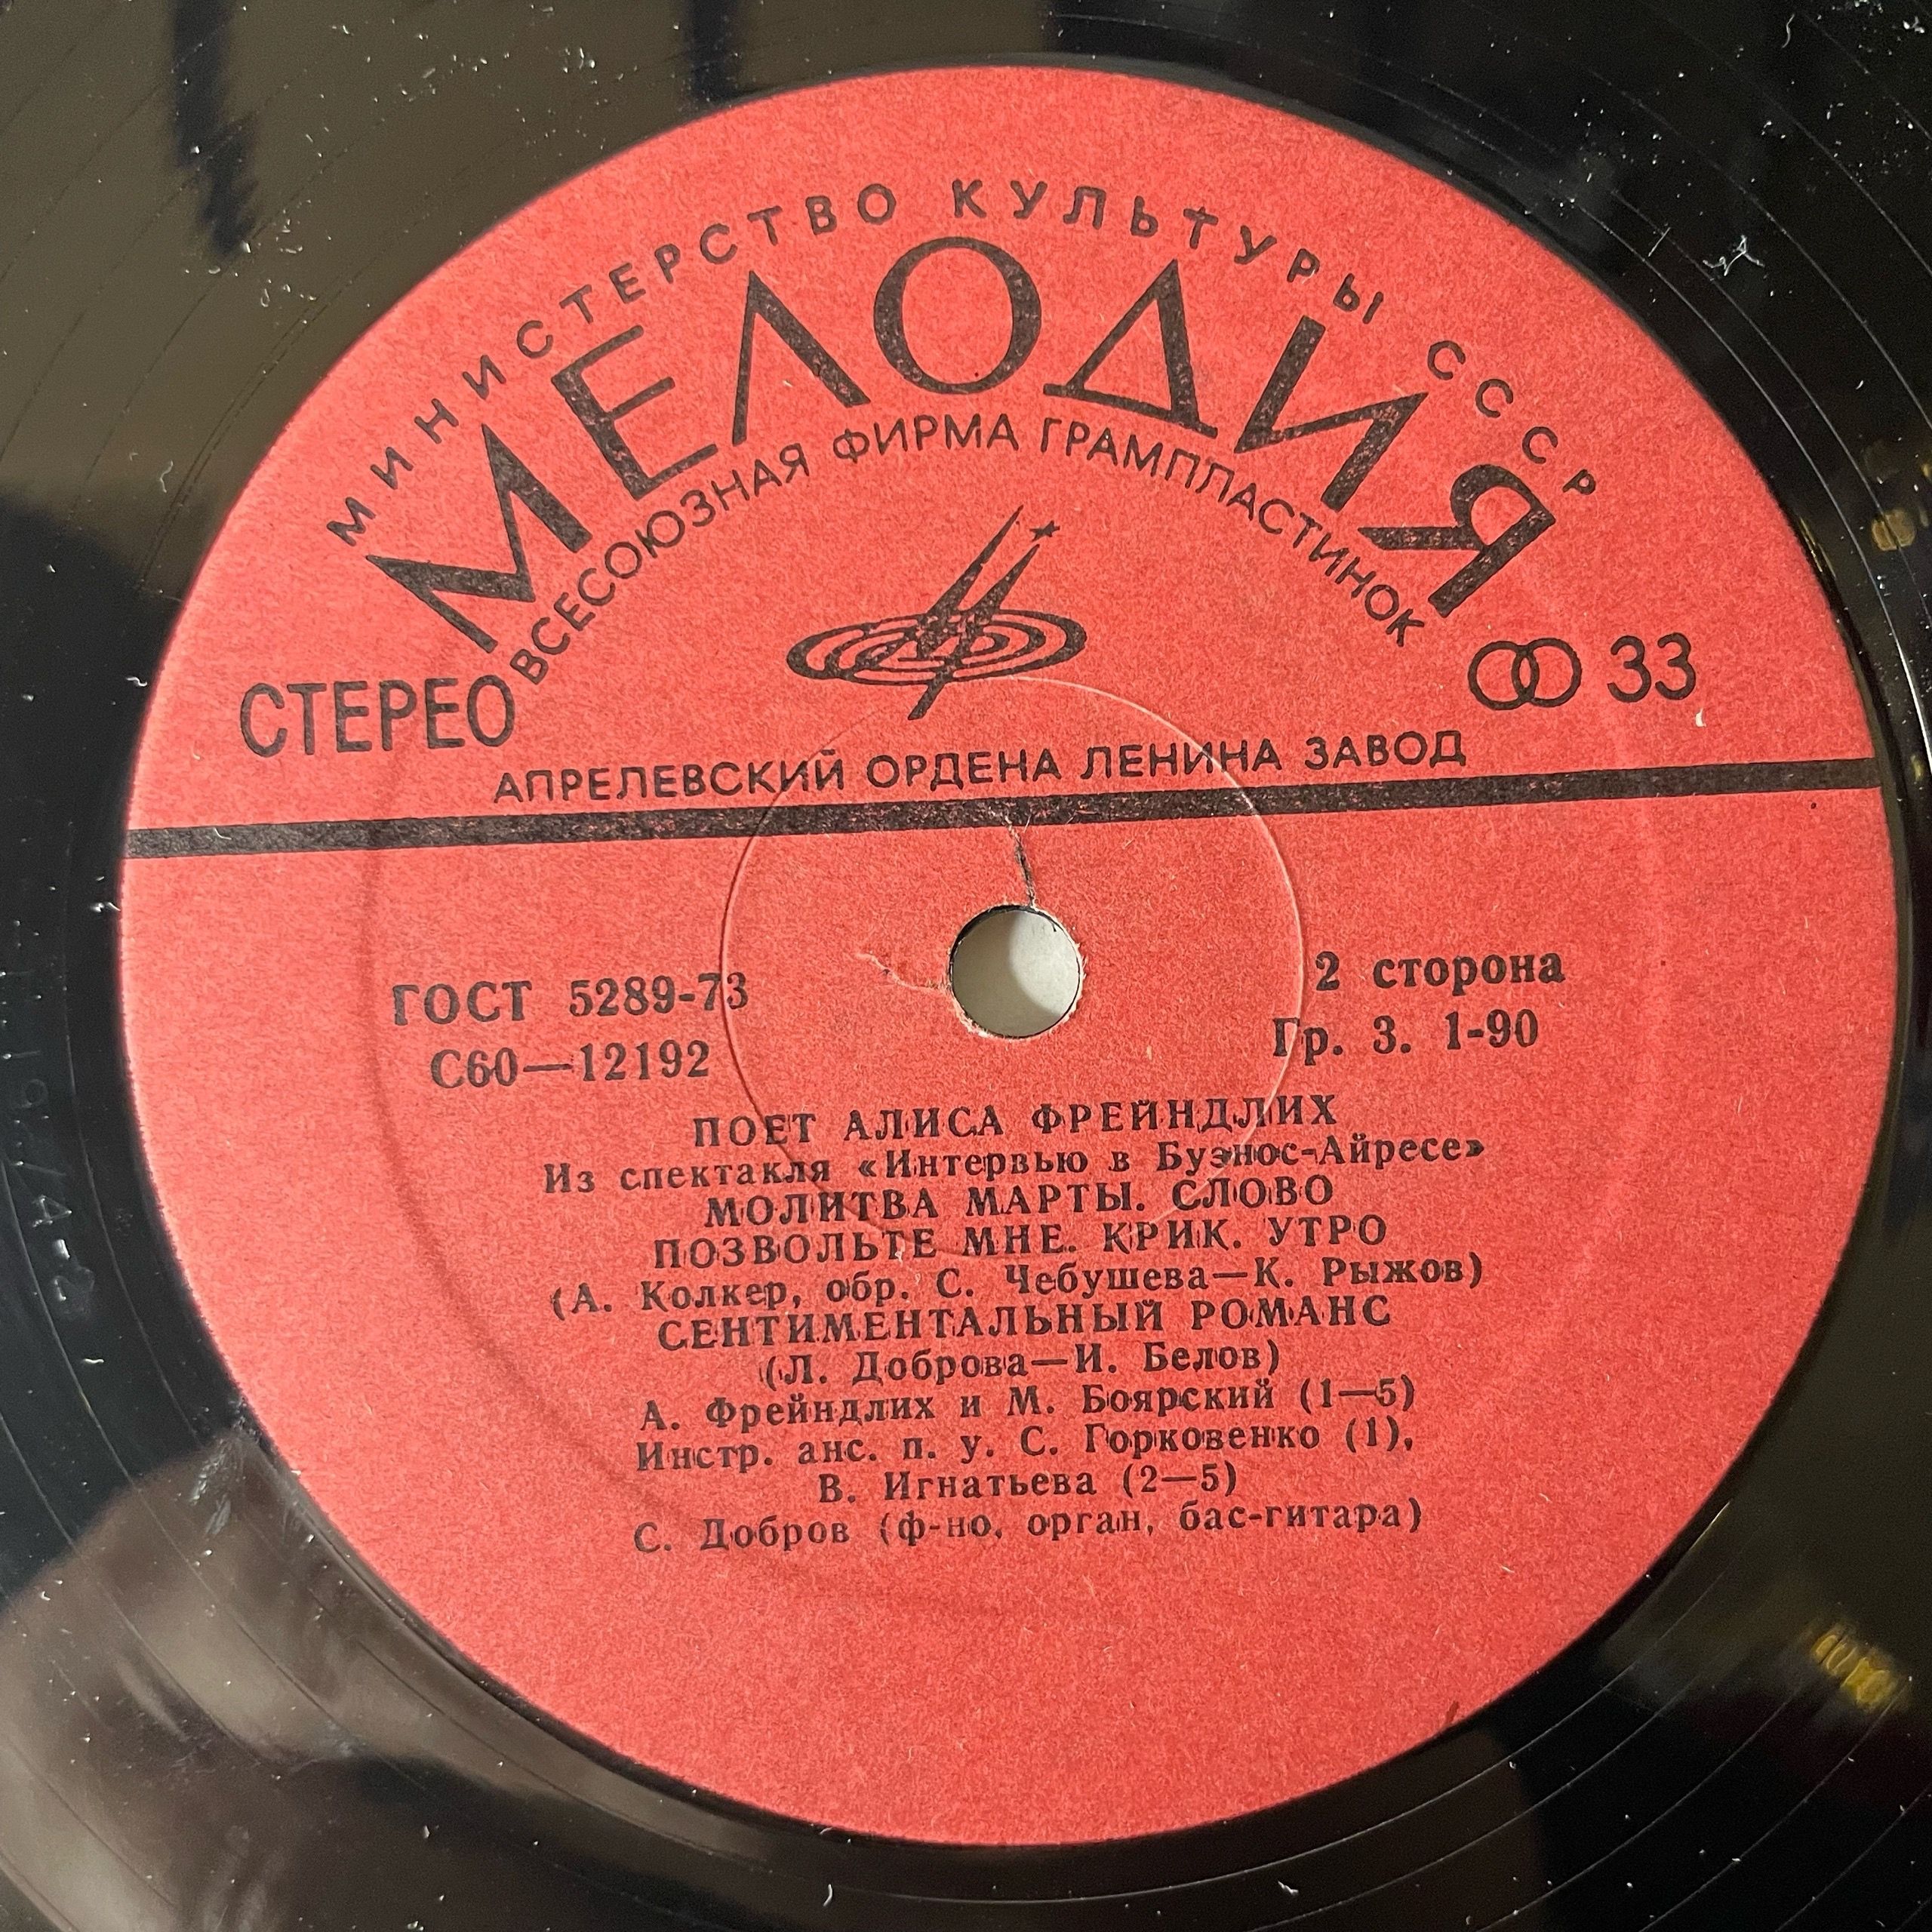 МИНИСТЕРСТВО КУЛЬТУРЫ СССР
МЕЛОДИЯ
ВСЕСОЮЗНАЯ ФИРМА ГРАМПЛАСТИНОК
СТЕРЕО
33
АПРЕЛЕВСКИЙ ОРДЕНА ЛЕНИНА ЗАВОД
ГОСТ 5289-73
2 сторона
С60—12192
Гр. 3. 1-90
ПОЕТ АЛИСА ФРЕЙНДЛИХ
Из спектакля «Интервью в Буэнос-Айресе»
МОЛИТВА МАРТЫ. СЛОВО
ПОЗВОЛЬТЕ МНЕ. КРИК. УТРО
(А. Колкер, обр. С. Чебушева—К. Рыжов)
СЕНТИМЕНТАЛЬНЫЙ РОМАНС
(Л. Доброва—И. Белов)
А. Фрейндлих и М. Боярский (1—5)
Инстр. анс. п. у. С. Горковенко (1),
В. Игнатьева (2—5)
С. Добров (ф-но, орган, бас-гитара)